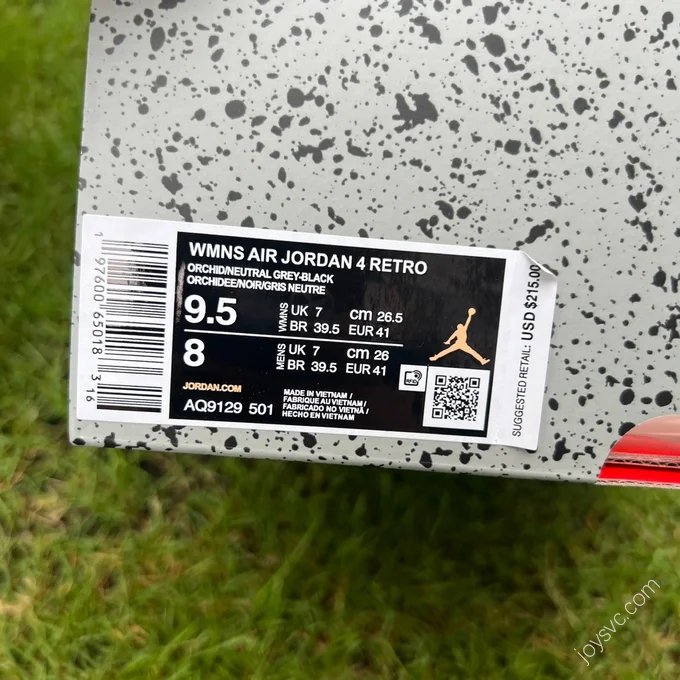 WMNS AIR JORDAN 4 RETRO
ORCHID/NEUTRAL GREY-BLACK
ORCHIDEE/NOIR/GRIS NEUTRE
9.5 WMNS UK 7 cm 26.5
BR 39.5 EUR 41
8 MENS UK 7 cm 26
BR 39.5 EUR 41
RFID
JORDAN.COM
AQ9129 501
MADE IN VIETNAM /
FABRIQUE AU VIETNAM /
FABRICADO NO VIETNÃ /
HECHO EN VIETNAM
1 97600 65018 3 16
SUGGESTED RETAIL: USD $215.00
joysvc.com